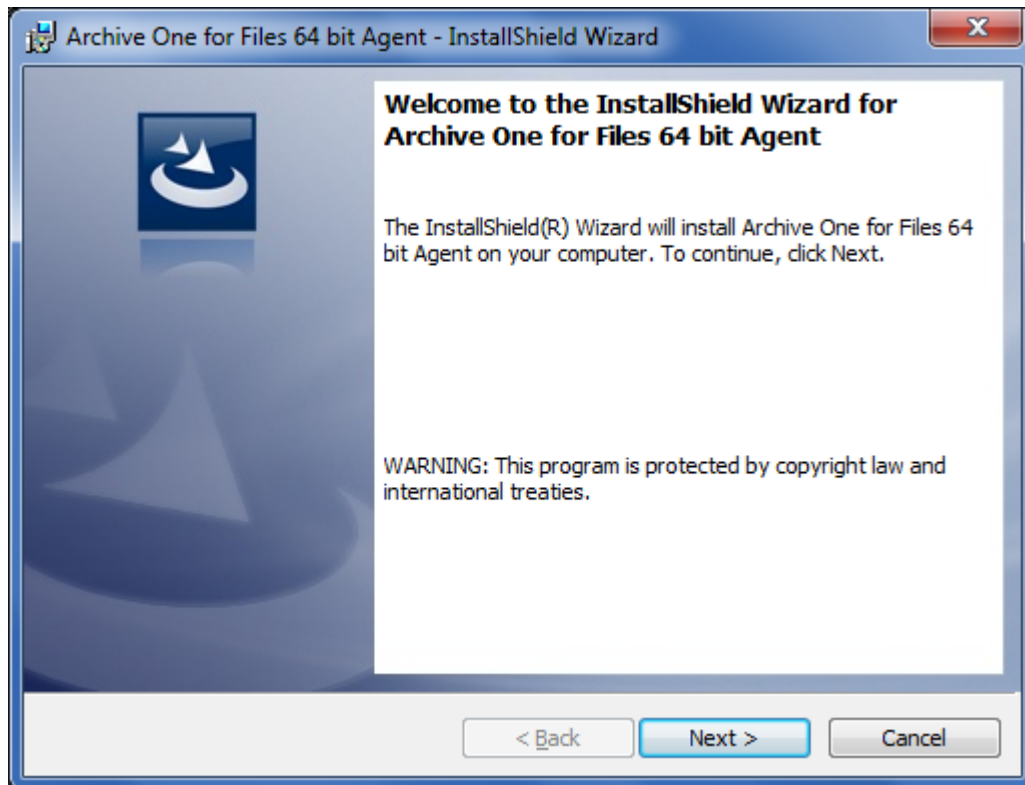 Archive One for Files 64 bit Agent - InstallShield Wizard
Welcome to the InstallShield Wizard for
Archive One for Files 64 bit Agent
The InstallShield(R) Wizard will install Archive One for Files 64
bit Agent on your computer. To continue, click Next.
WARNING: This program is protected by copyright law and
international treaties.
< Back
Next >
Cancel